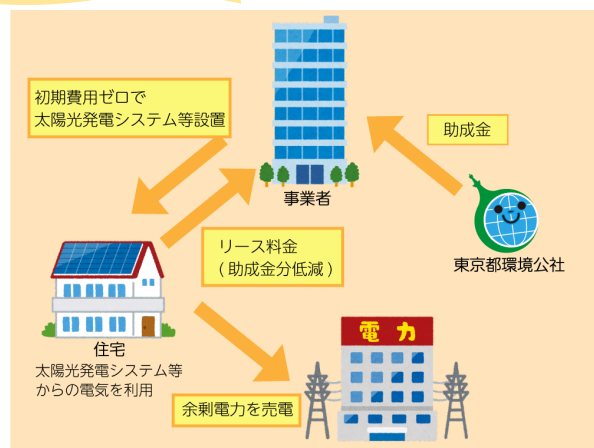 初期費用ゼロで
太陽光発電システム等設置
助成金
事業者
リース料金
(助成金分低減)
東京都環境公社
電力
住宅
太陽光発電システム等
からの電気を利用
余剰電力を売電